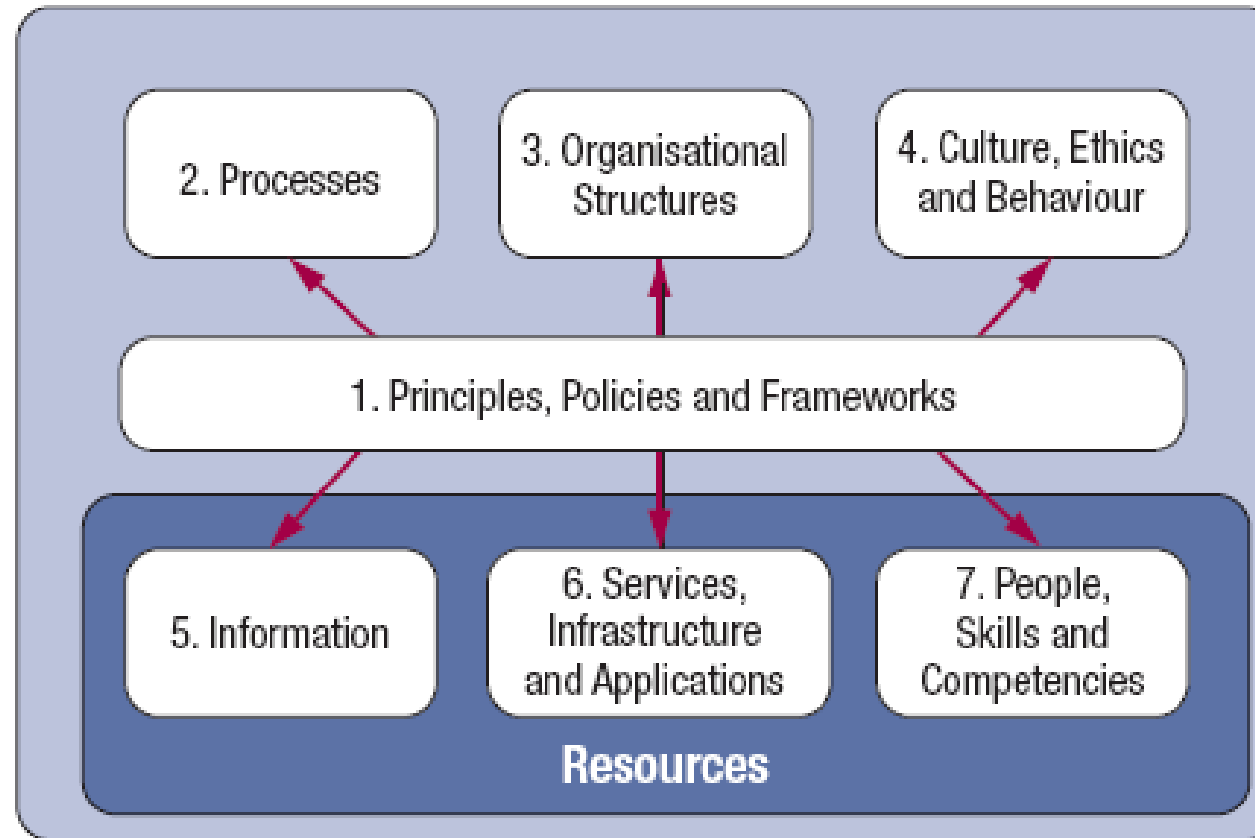 2. Processes
3. Organisational
Structures
4. Culture, Ethics
and Behaviour
1. Principles, Policies and Frameworks
5. Information
6. Services,
Infrastructure
and Applications
7. People,
Skills and
Competencies
Resources